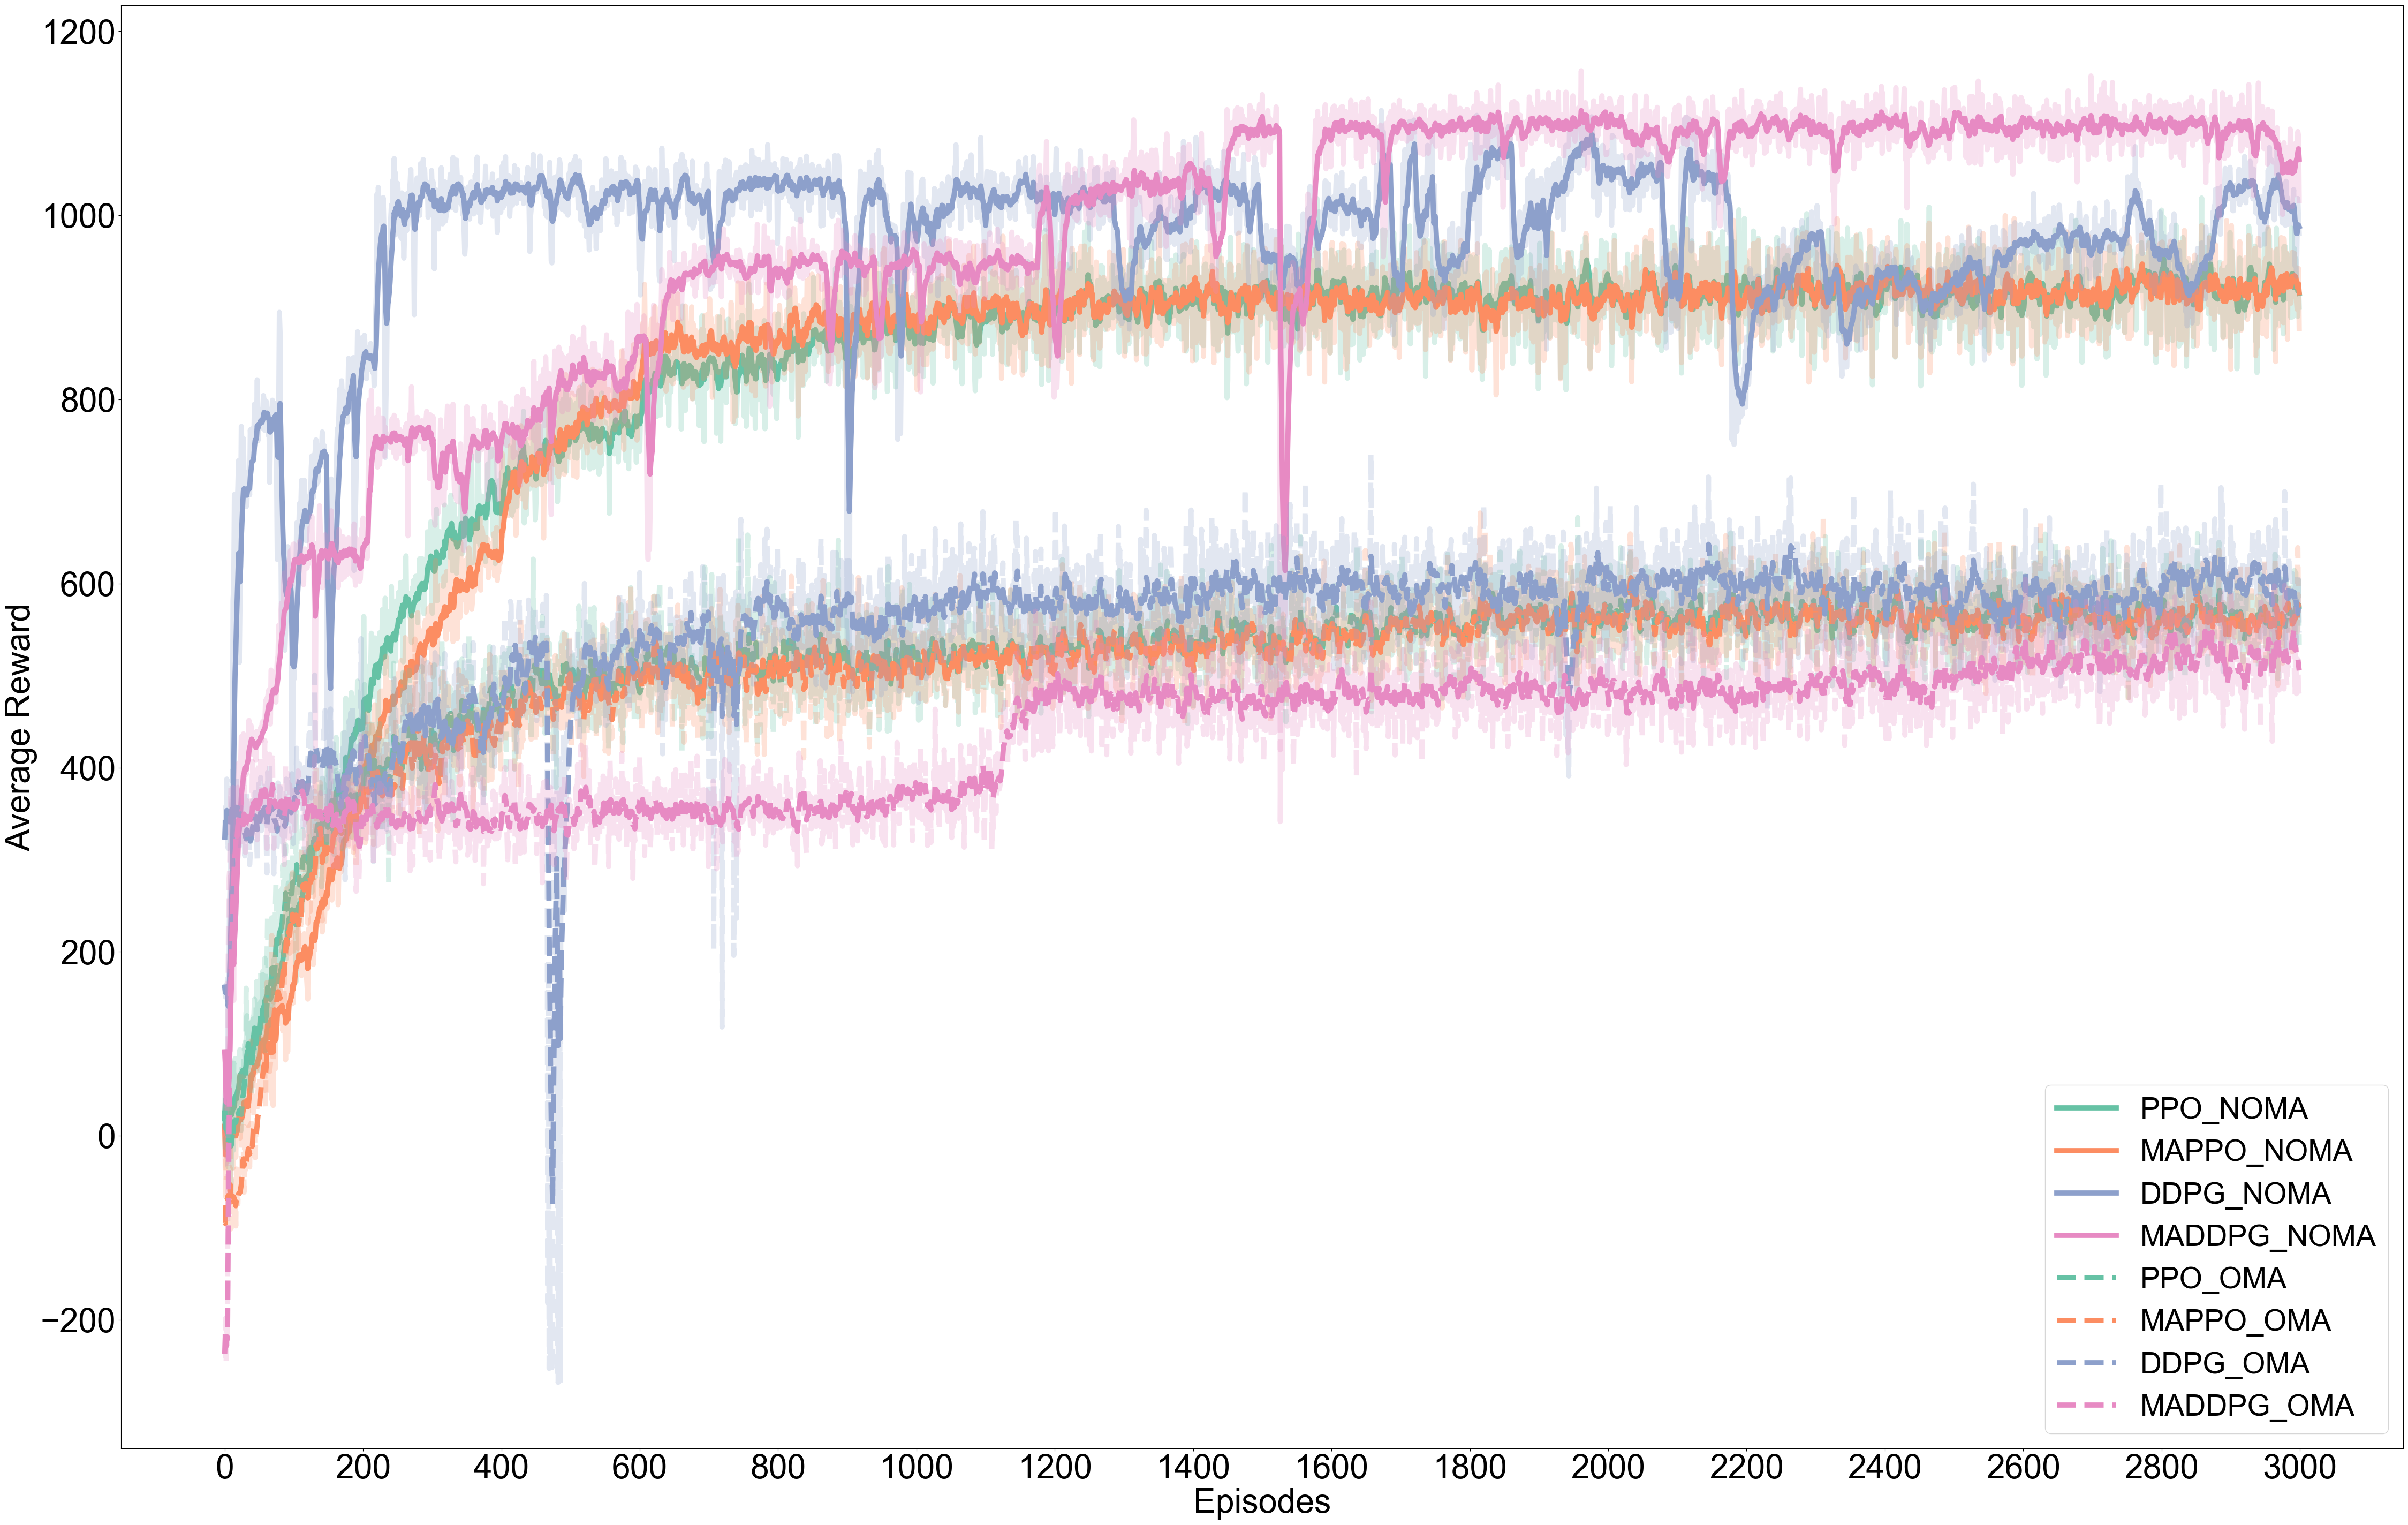 Average Reward
1200
1000
800
600
400
200
0
−200
0 200 400 600 800 1000 1200 1400 1600 1800 2000 2200 2400 2600 2800 3000
Episodes
PPO_NOMA
MAPPO_NOMA
DDPG_NOMA
MADDPG_NOMA
PPO_OMA
MAPPO_OMA
DDPG_OMA
MADDPG_OMA